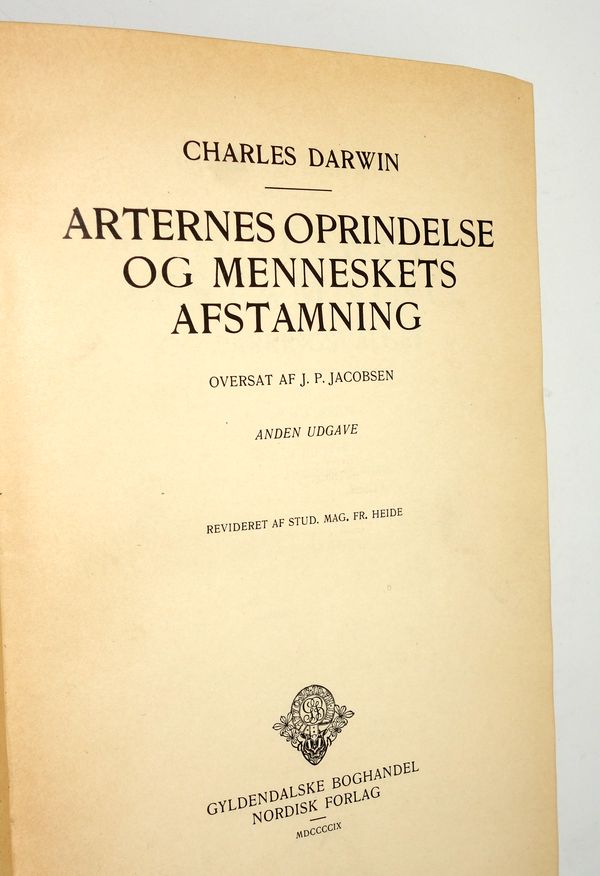 CHARLES DARWIN
ARTERNES OPRINDELSE
OG MENNESKETS
AFSTAMNING
OVERSAT AF J. P. JACOBSEN
ANDEN UDGAVE
REVIDERET AF STUD. MAG. FR. HEIDE
GYLDENDALSKE BOGHANDEL
NORDISK FORLAG
MDCCCCIX